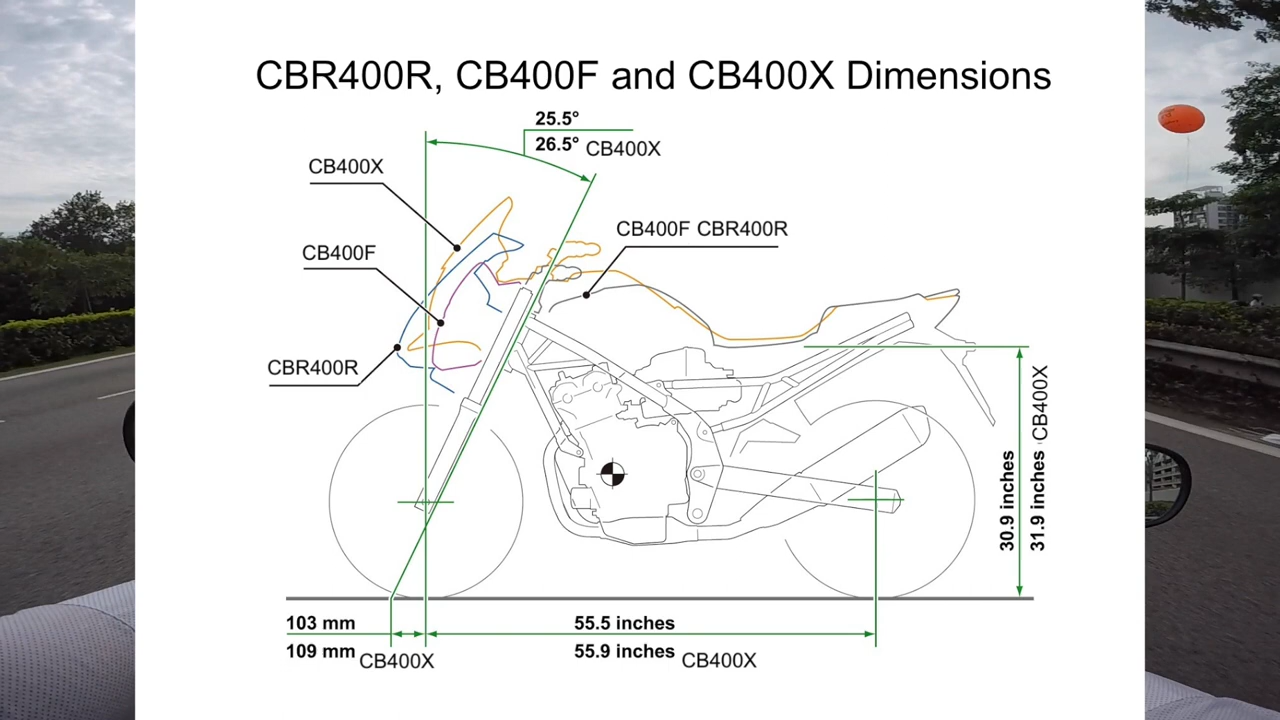 CBR400R, CB400F and CB400X Dimensions
25.5°
26.5° CB400X
CB400X
CB400F CBR400R
CB400F
CBR400R
30.9 inches
31.9 inches CB400X
103 mm
55.5 inches
109 mm CB400X
55.9 inches CB400X